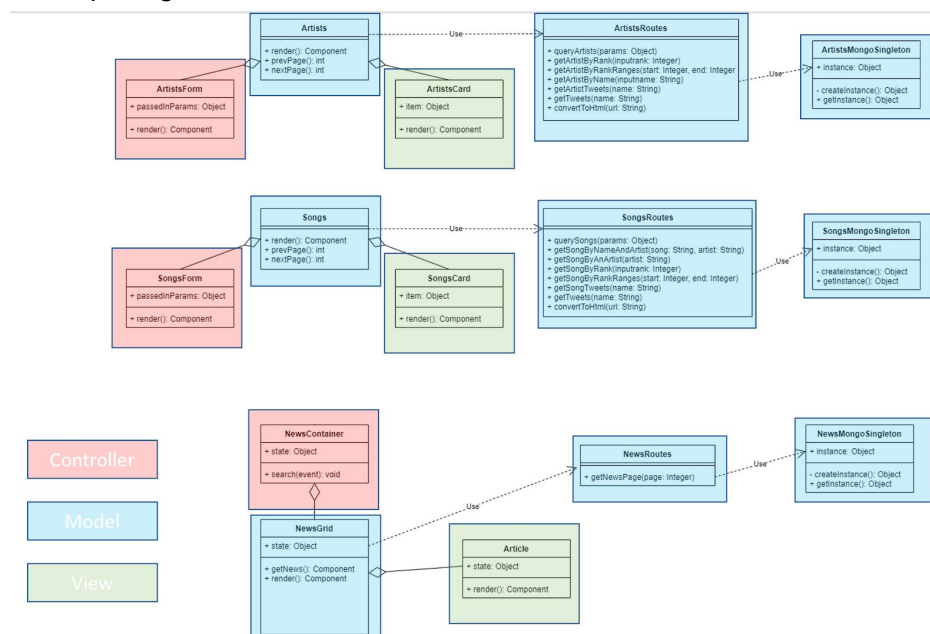 Artists
+ render(): Component
+ prevPage(): int
+ nextPage(): int
Use
ArtistsRoutes
+ queryArtists(params: Object)
+ getArtistByRank(inputrank: Integer)
+ getArtistByRankRanges(start: Integer, end: Integer
+ getArtistByName(inputname: String)
+ getArtistTweets(name: String)
+ getTweets(name: String)
+ convertToHtml(url: String)
Use
ArtistsMongoSingleton
+ instance: Object
- createInstance(): Object
+ getInstance(): Object
ArtistsForm
+ passedInParams: Object
+ render(): Component
ArtistsCard
+ item: Object
+ render(): Component
Songs
+ render(): Component
+ prevPage(): int
+ nextPage(): int
Use
SongsRoutes
+ querySongs(params: Object)
+ getSongByNameAndArtist(song: String, artist: String)
+ getSongByAnArtist(artist: String)
+ getSongByRank(inputrank: Integer)
+ getSongByRankRanges(start: Integer, end: Integer)
+ getSongTweets(name: String)
+ getTweets(name: String)
+ convertToHtml(url: String)
Use
SongsMongoSingleton
+ instance: Object
- createInstance(): Object
+ getInstance(): Object
SongsForm
+ passedInParams: Object
+ render(): Component
SongsCard
+ item: Object
+ render(): Component
Controller
Model
View
NewsContainer
+ state: Object
+ search(event): void
NewsGrid
+ state: Object
+ getNews(): Component
+ render(): Component
Use
NewsRoutes
+ getNewsPage(page: Integer)
Use
NewsMongoSingleton
+ instance: Object
- createInstance(): Object
+ getInstance(): Object
Article
+ state: Object
+ render(): Component